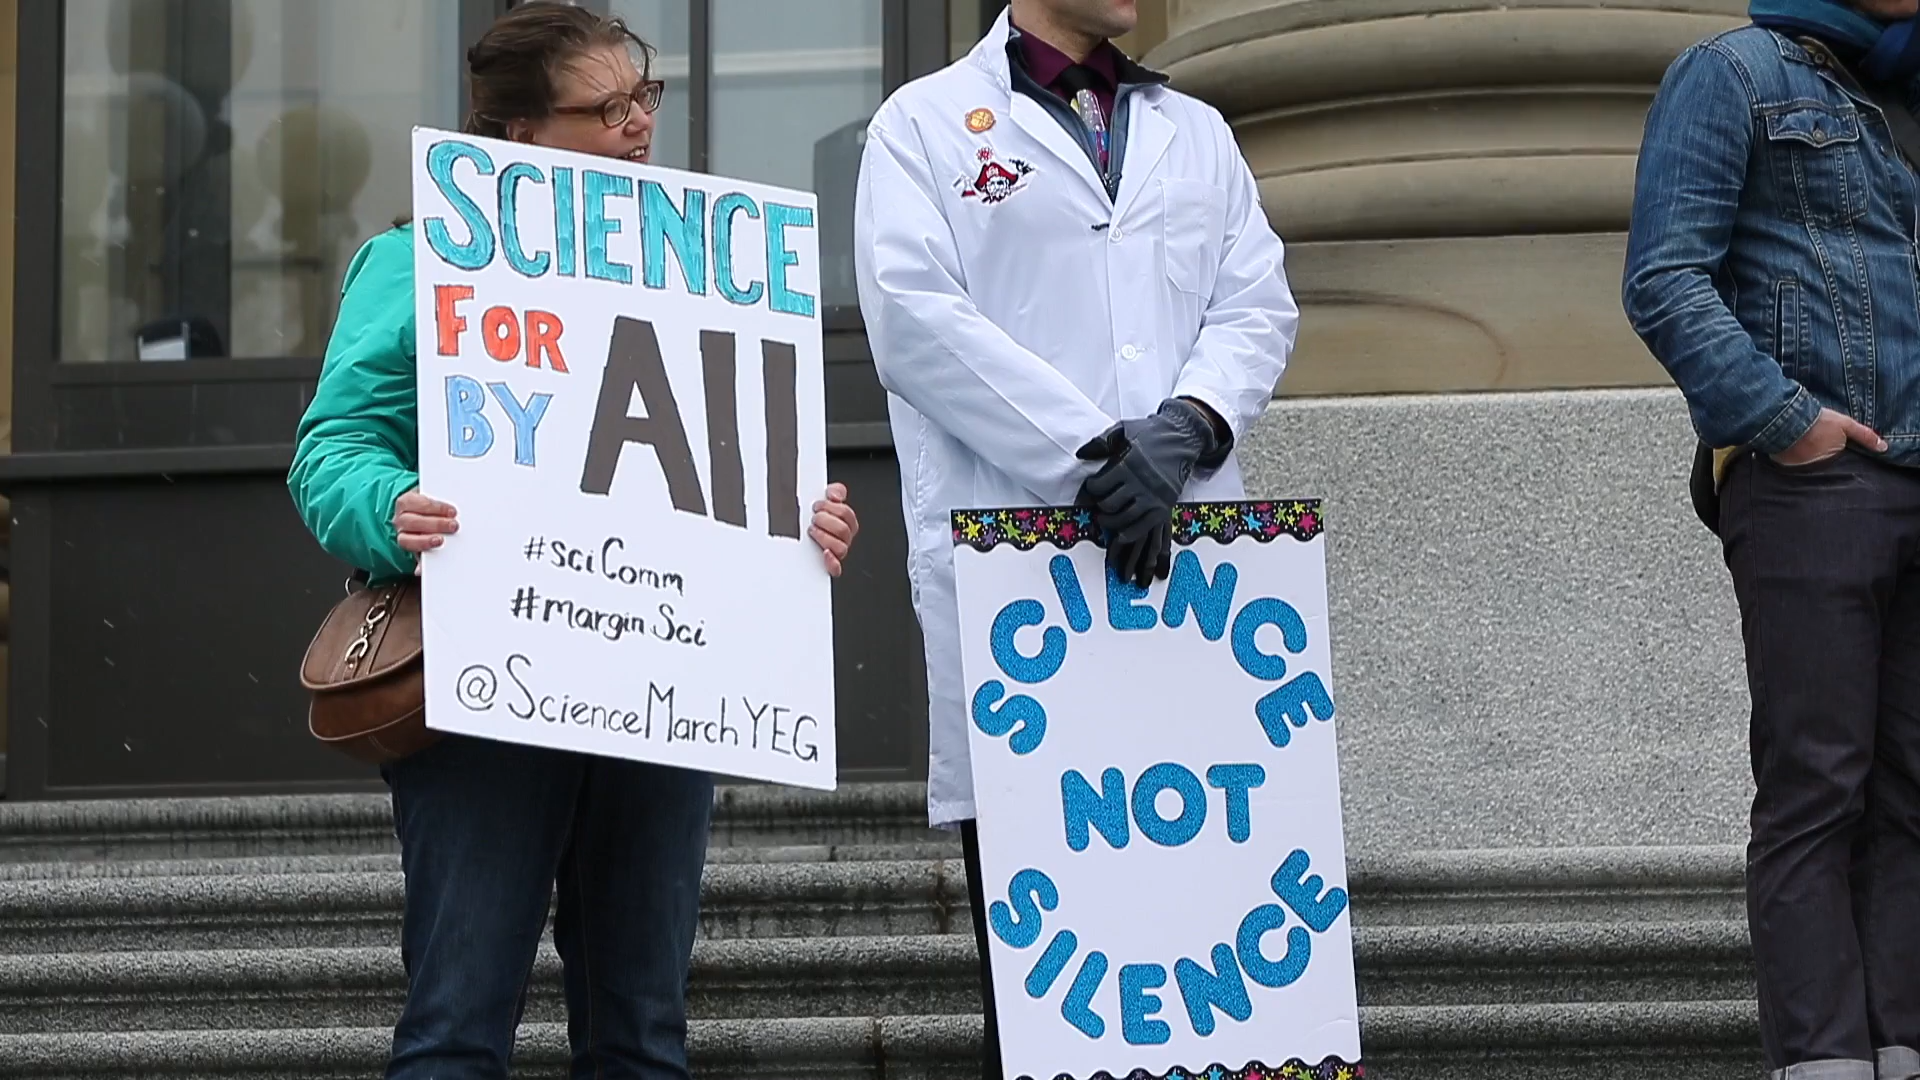 SCIENCE
FOR
BY
All
#sciComm
#marginSci
@ScienceMarchYEG
SCIENCE
NOT
SILENCE